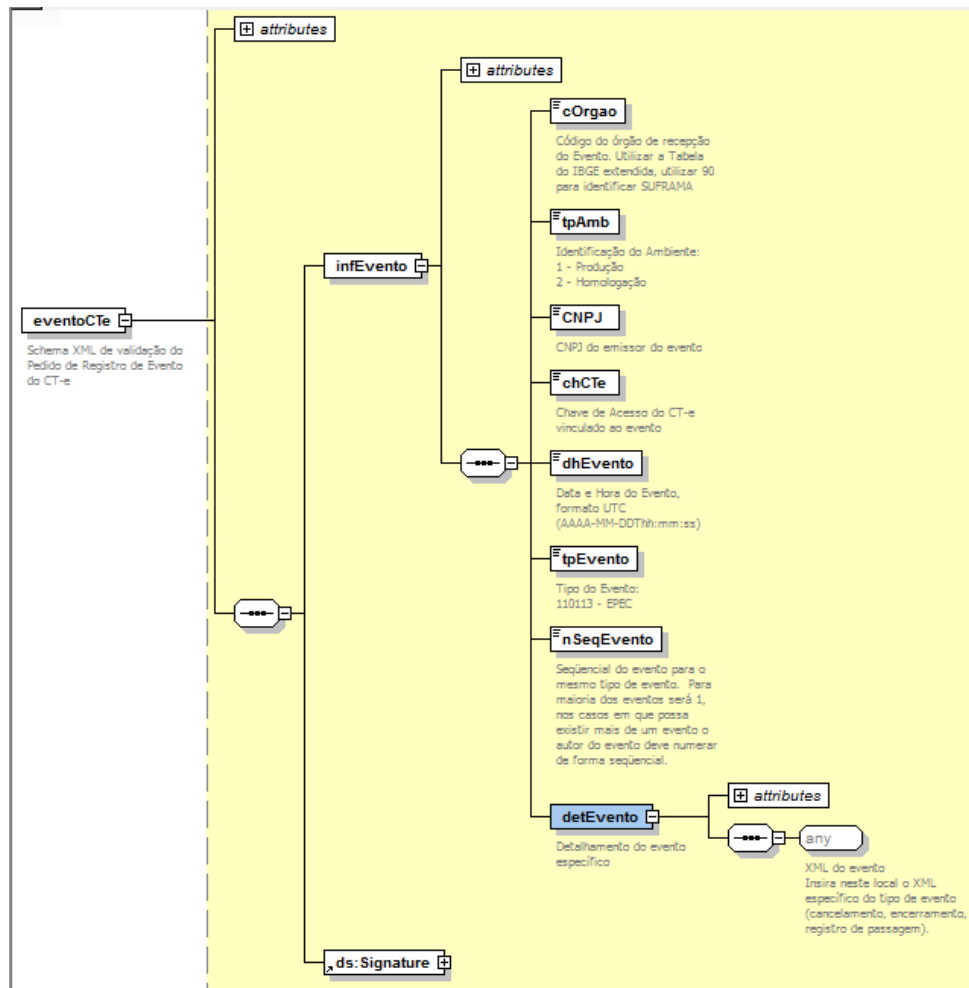 attributes
attributes
cOrgao
Código do órgão de recepção
do Evento. Utilizar a Tabela
do IBGE extendida, utilizar 90
para identificar SUFRAMA
tpAmb
Identificação do Ambiente:
1 - Produção
2 - Homologação
infEvento
CNPJ
CNPJ do emissor do evento
eventoCTe
Schema XML de validação do
Pedido de Registro de Evento
do CT-e
chCTe
Chave de Acesso do CT-e
vinculado ao evento
dhEvento
Data e Hora do Evento,
formato UTC
(AAAA-MM-DDThh:mm:ss)
tpEvento
Tipo do Evento:
110113 - EPEC
nSeqEvento
Seqüencial do evento para o
mesmo tipo de evento. Para
maioria dos eventos será 1,
nos casos em que possa
existir mais de um evento o
autor do evento deve numerar
de forma seqüencial.
detEvento
Detalhamento do evento
específico
attributes
any
XML do evento
Insira neste local o XML
específico do tipo de evento
(cancelamento, encerramento,
registro de passagem).
ds:Signature